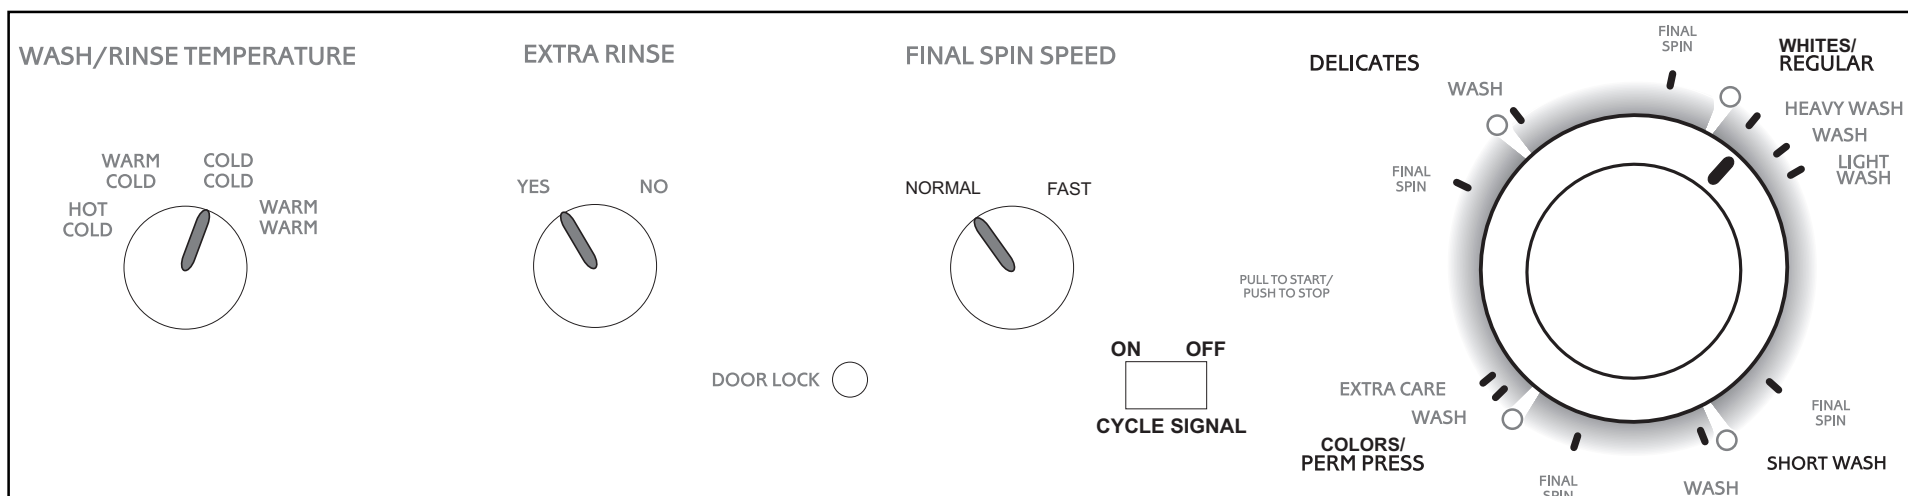 WASH/RINSE TEMPERATURE
WARM
COLD
COLD
COLD
HOT
COLD
WARM
WARM
EXTRA RINSE
YES
NO
DOOR LOCK
FINAL SPIN SPEED
NORMAL
FAST
PULL TO START/
PUSH TO STOP
ON
OFF
CYCLE SIGNAL
DELICATES
WASH
FINAL
SPIN
FINAL
SPIN
WHITES/
REGULAR
HEAVY WASH
WASH
LIGHT
WASH
FINAL
SPIN
SHORT WASH
WASH
FINAL
SPIN
EXTRA CARE
WASH
COLORS/
PERM PRESS